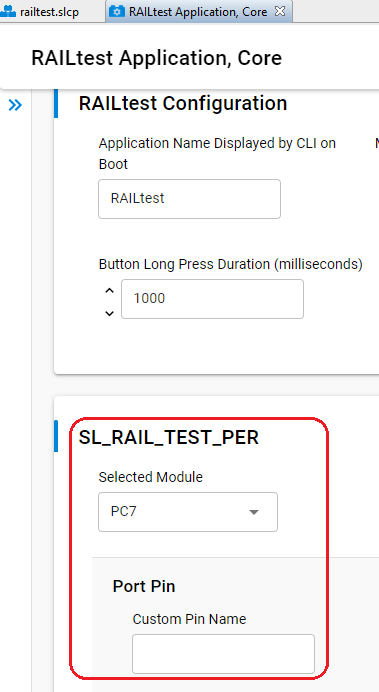 railtest.slcp
RAILtest Application, Core
RAILtest Application, Core
RAILtest Configuration
Application Name Displayed by CLI on
Boot
RAILtest
Button Long Press Duration (milliseconds)
1000
SL_RAIL_TEST_PER
Selected Module
PC7
Port Pin
Custom Pin Name